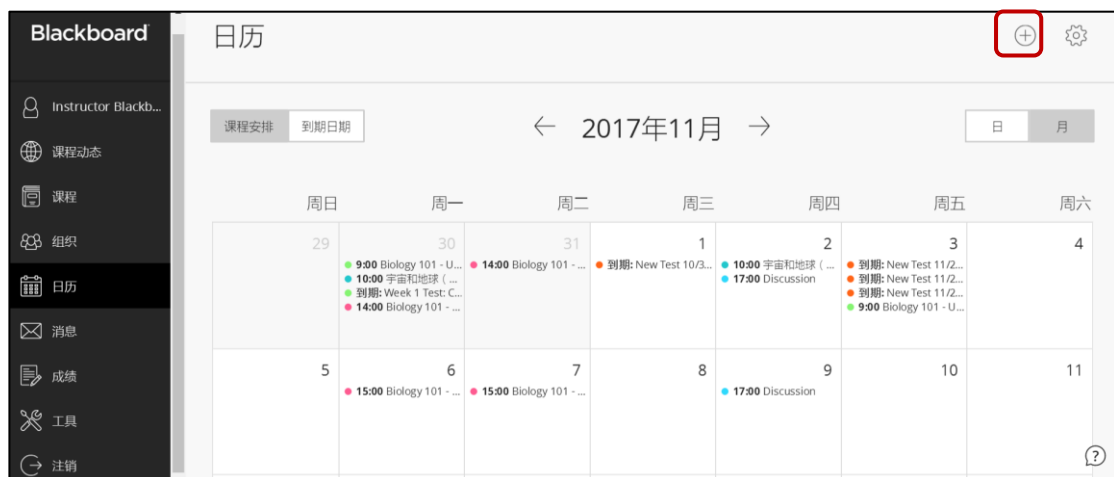 Blackboard
日历
Instructor Blackb...
课程动态
课程
组织
日历
消息
成绩
工具
注销
课程安排 到期日期
← 2017年11月 →
日 月
周日 周一 周二 周三 周四 周五 周六
29
30
9:00 Biology 101 - U...
10:00 宇宙和地球（ ...
到期: Week 1 Test: C...
14:00 Biology 101 - ...
31
14:00 Biology 101 - ...
1
到期: New Test 10/3...
2
10:00 宇宙和地球（ ...
17:00 Discussion
3
到期: New Test 11/2...
到期: New Test 11/2...
到期: New Test 11/2...
9:00 Biology 101 - U...
4
5
6
15:00 Biology 101 - ...
7
15:00 Biology 101 - ...
8
9
17:00 Discussion
10
11
?